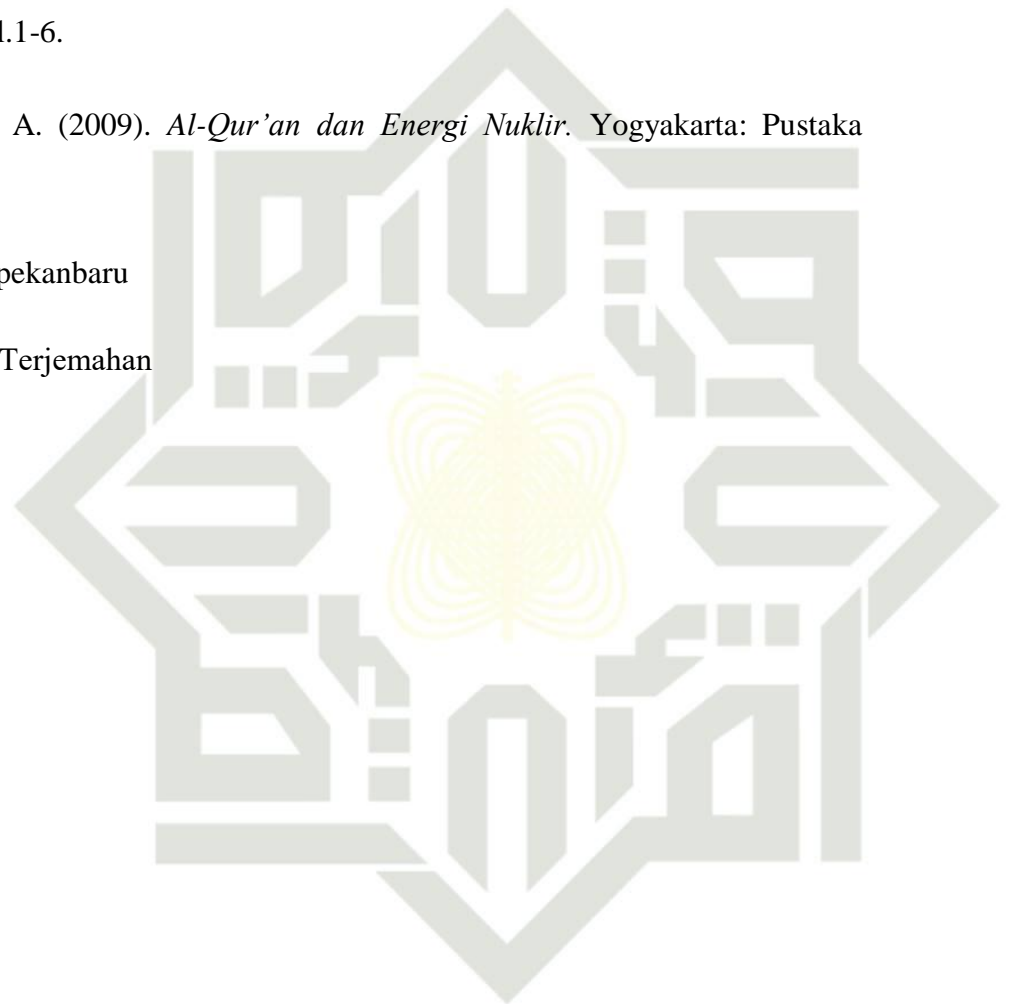 l.1-6.
A. (2009). Al-Qur’an dan Energi Nuklir. Yogyakarta: Pustaka
pekanbaru
Terjemahan